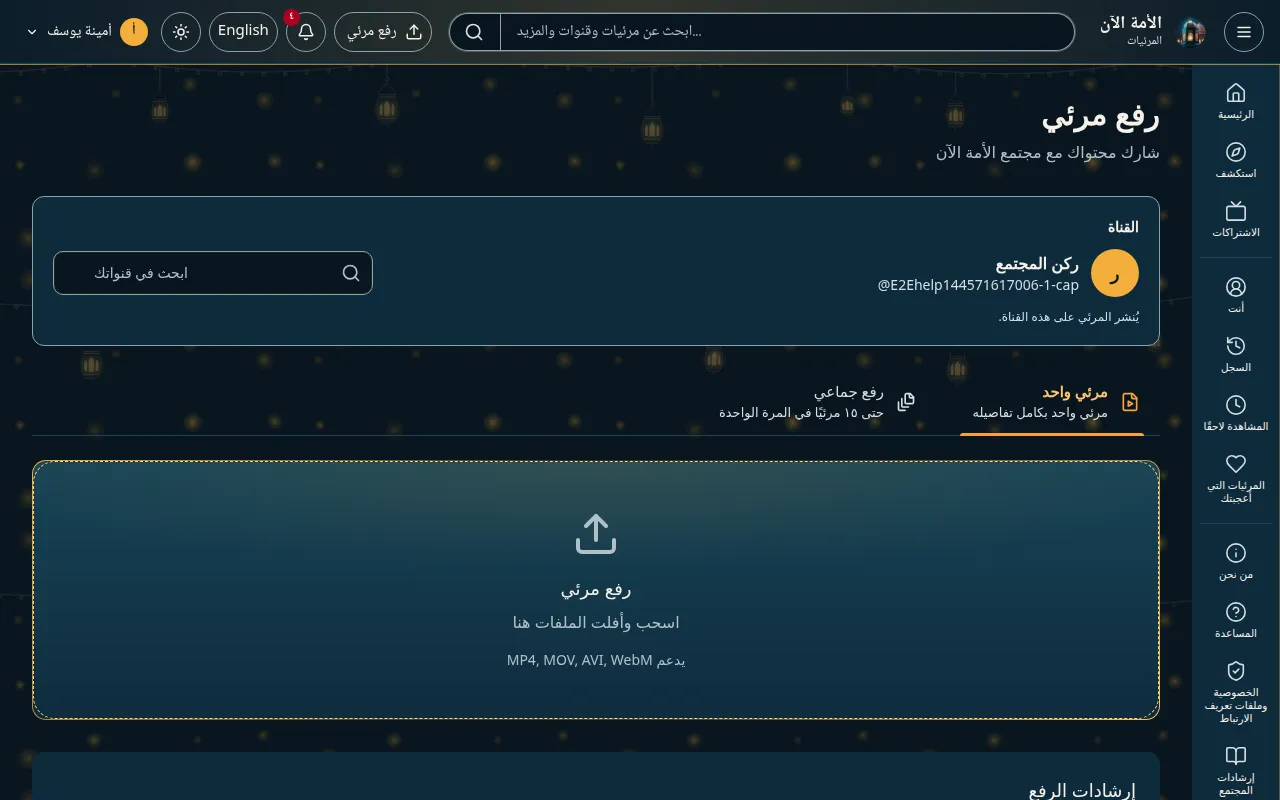 الأمة الآن
المرئيات
ابحث عن مرئيات وقنوات والمزيد...
رفع مرئي
٤
English
أ
أمينة يوسف
الرئيسية
استكشف
الاشتراكات
أنت
السجل
المشاهدة لاحقًا
المرئيات التي
أعجبتك
من نحن
المساعدة
الخصوصية
وملفات تعريف
الارتباط
إرشادات
المجتمع
رفع مرئي
شارك محتواك مع مجتمع الأمة الآن
القناة
ر
ركن المجتمع
@E2Ehelp144571617006-1-cap
يُنشر المرئي على هذه القناة.
ابحث في قنواتك
مرئي واحد
مرئي واحد بكامل تفاصيله
رفع جماعي
حتى ١٥ مرئيًا في المرة الواحدة
رفع مرئي
اسحب وأفلت الملفات هنا
يدعم MP4, MOV, AVI, WebM
إرشادات الرفع